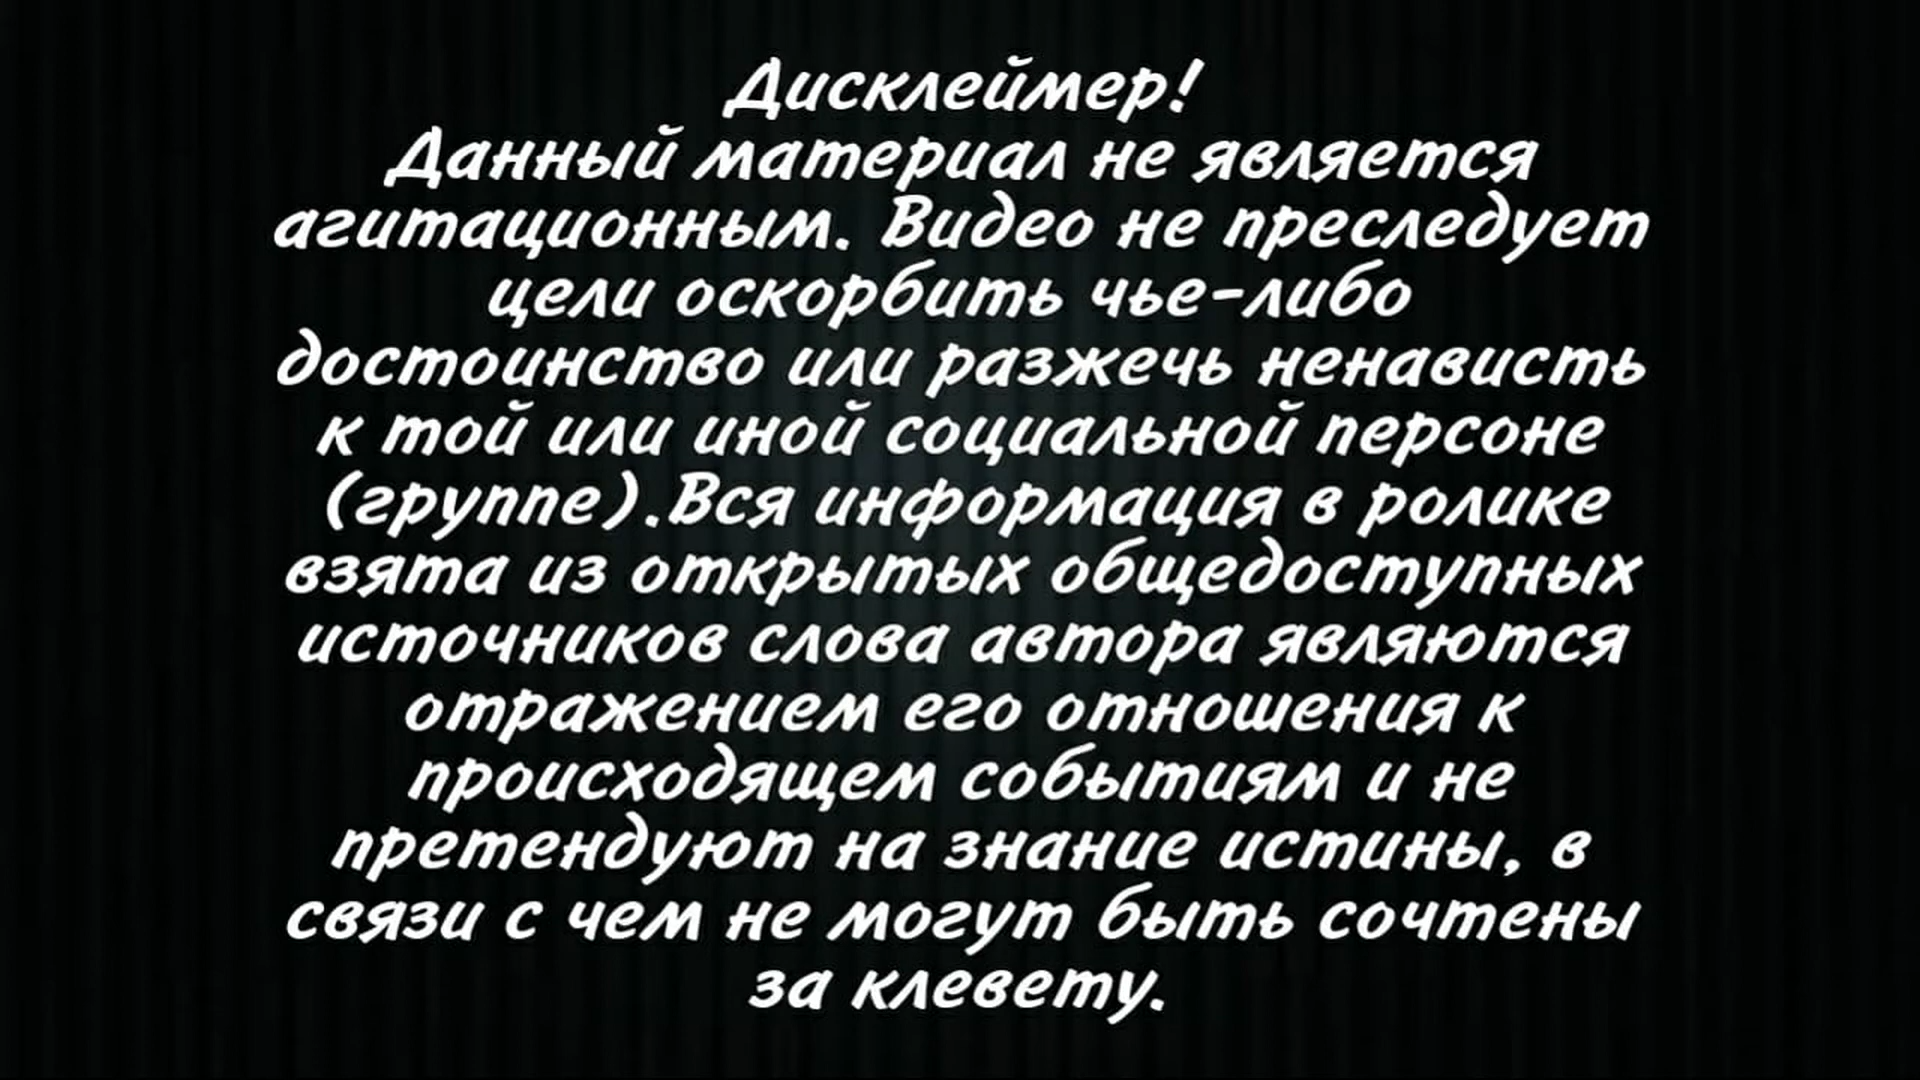 Дисклеймер!
Данный материал не является
агитационным. Видео не преследует
цели оскорбить чье-либо
достоинство или разжечь ненависть
к той или иной социальной персоне
(группе).Вся информация в ролике
взята из открытых общедоступных
источников слова автора являются
отражением его отношения к
происходящем событиям и не
претендуют на знание истины, в
связи с чем не могут быть сочтены
за клевету.